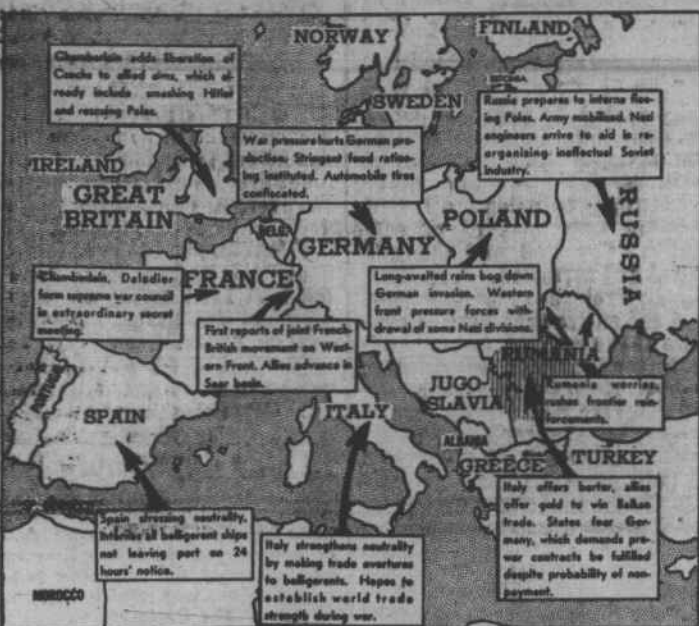 NORWAY
FINLAND
Chamberlain adds liberation of
Czechs to allied aims, which al-
ready include smashing Hitler
and rescuing Poles.
ESTONIA
SWEDEN
Russia prepares to interne flee-
ing Poles. Army mobilized. Nazi
engineers arrive to aid in re-
organizing ineffectual Soviet
industry.
War pressure hurts German pro-
duction. Stringent food ration-
ing instituted. Automobile tires
confiscated.
IRELAND
GREAT
BRITAIN
BELG.
GERMANY
POLAND
RUSSIA
Chamberlain, Daladier
form supreme war council
in extraordinary secret
meeting.
FRANCE
Long-awaited rains bog down
German invasion. Western
front pressure forces with-
drawal of some Nazi divisions.
First reports of joint French-
British movement on West-
ern Front. Allies advance in
Saar basin.
RUMANIA
Rumania worries,
rushes frontier rein-
forcements.
PORTUGAL
SPAIN
ITALY
JUGO-
SLAVIA
ALBANIA
GREECE
TURKEY
Spain stressing neutrality,
all belligerent ships
not leaving port on 24
hours' notice.
Italy strengthens neutrality
by making trade overtures
to belligerents. Hopes to
establish world trade
strength during war.
Italy offers barter, allies
offer gold to win Balkan
trade. States fear Ger-
many, which demands pre-
war contracts be fulfilled
despite probability of non-
payment.
MOROCCO